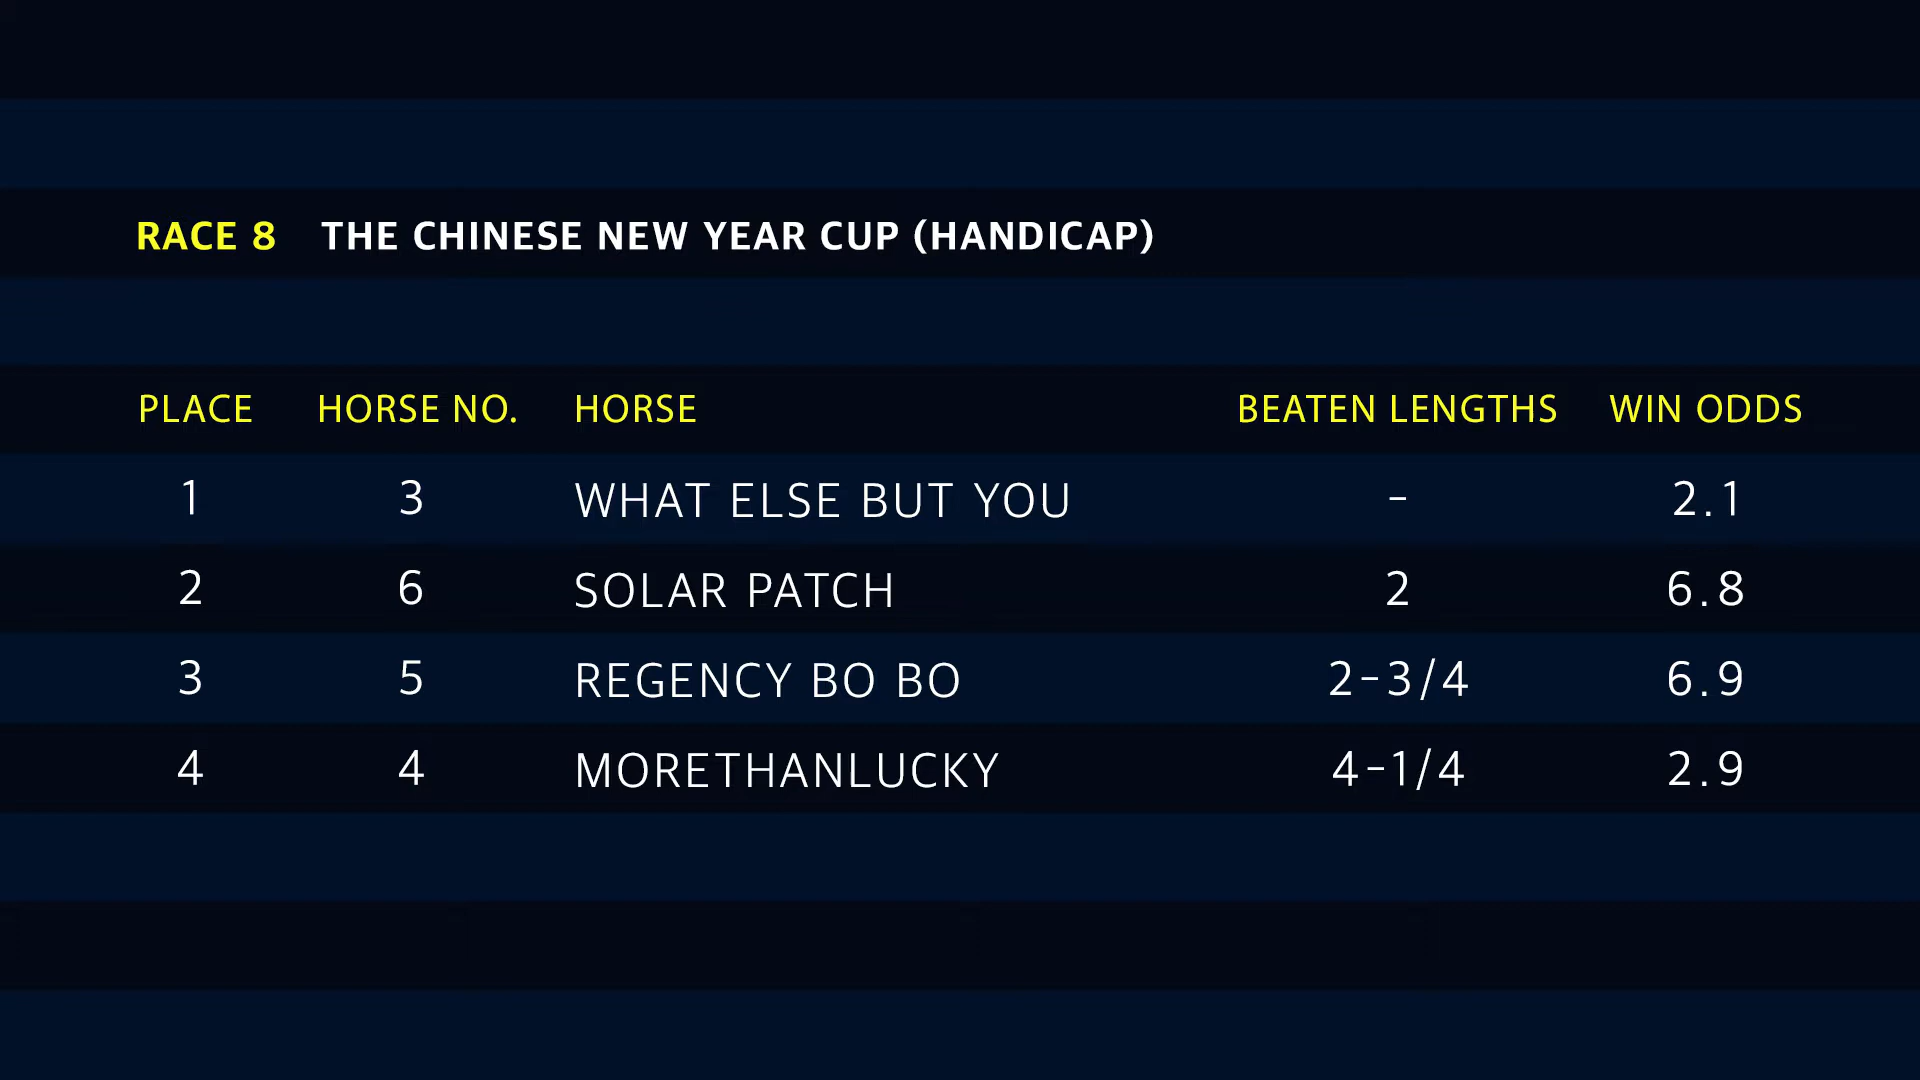 RACE 8 THE CHINESE NEW YEAR CUP (HANDICAP)
PLACE HORSE NO. HORSE BEATEN LENGTHS WIN ODDS
1 3 WHAT ELSE BUT YOU - 2.1
2 6 SOLAR PATCH 2 6.8
3 5 REGENCY BO BO 2-3/4 6.9
4 4 MORETHANLUCKY 4-1/4 2.9